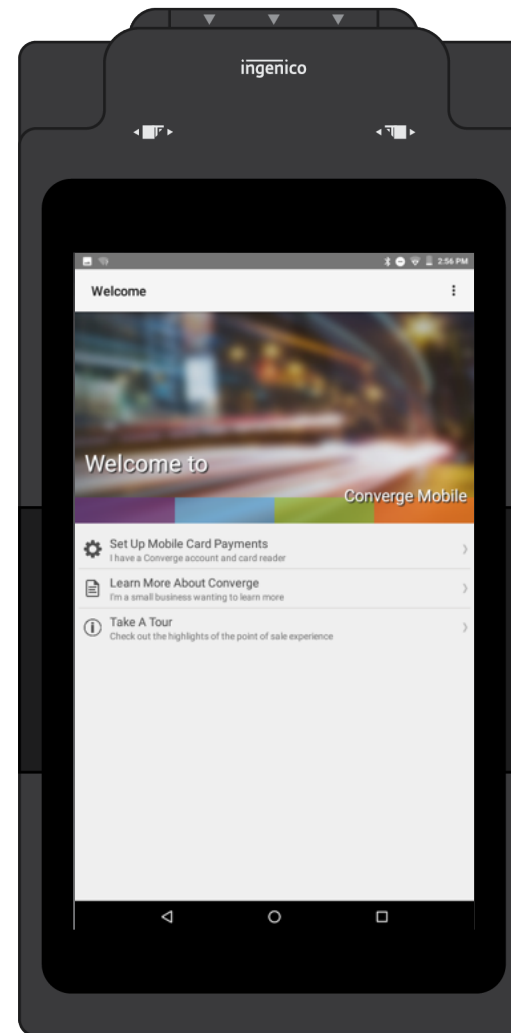 ingenico
2:56 PM
Welcome
Welcome to
Converge Mobile
Set Up Mobile Card Payments
I have a Converge account and card reader
Learn More About Converge
I'm a small business wanting to learn more
Take A Tour
Check out the highlights of the point of sale experience